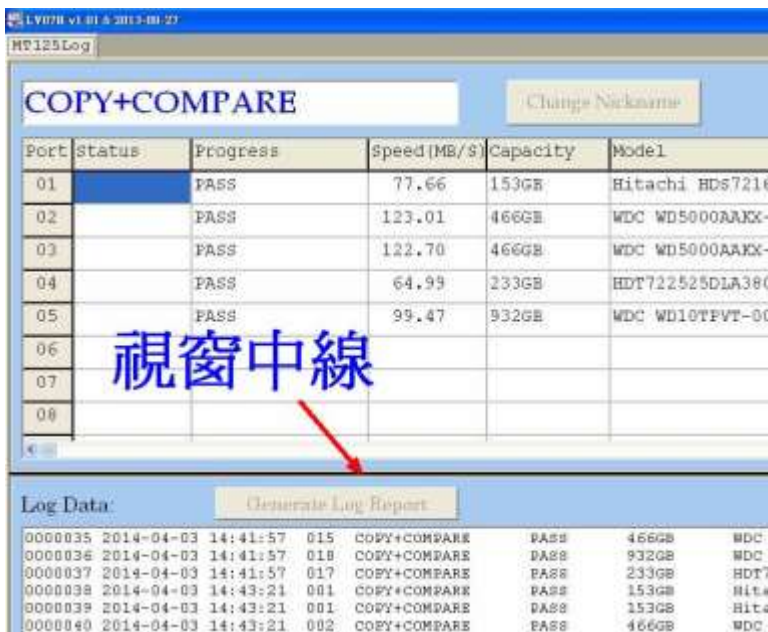 LV07B v1.01.6 2013-08-27
MT125Log
COPY+COMPARE Change Nickname
Port Status Progress Speed(MB/S) Capacity Model
01 PASS 77.66 153GB Hitachi HDS7216
02 PASS 123.01 466GB WDC WD5000AAKX-
03 PASS 122.70 466GB WDC WD5000AAKX-
04 PASS 64.99 233GB HDT722525DLA380
05 PASS 99.47 932GB WDC WD10TPVT-00
06
07
08
視窗中線
Log Data: Generate Log Report
0000035 2014-04-03 14:41:57 015 COPY+COMPARE PASS 466GB WDC
0000036 2014-04-03 14:41:57 018 COPY+COMPARE PASS 932GB WDC
0000037 2014-04-03 14:41:57 017 COPY+COMPARE PASS 233GB HDT7
0000038 2014-04-03 14:43:21 001 COPY+COMPARE PASS 153GB Hita
0000039 2014-04-03 14:43:21 001 COPY+COMPARE PASS 153GB Hita
0000040 2014-04-03 14:43:21 002 COPY+COMPARE PASS 466GB WDC